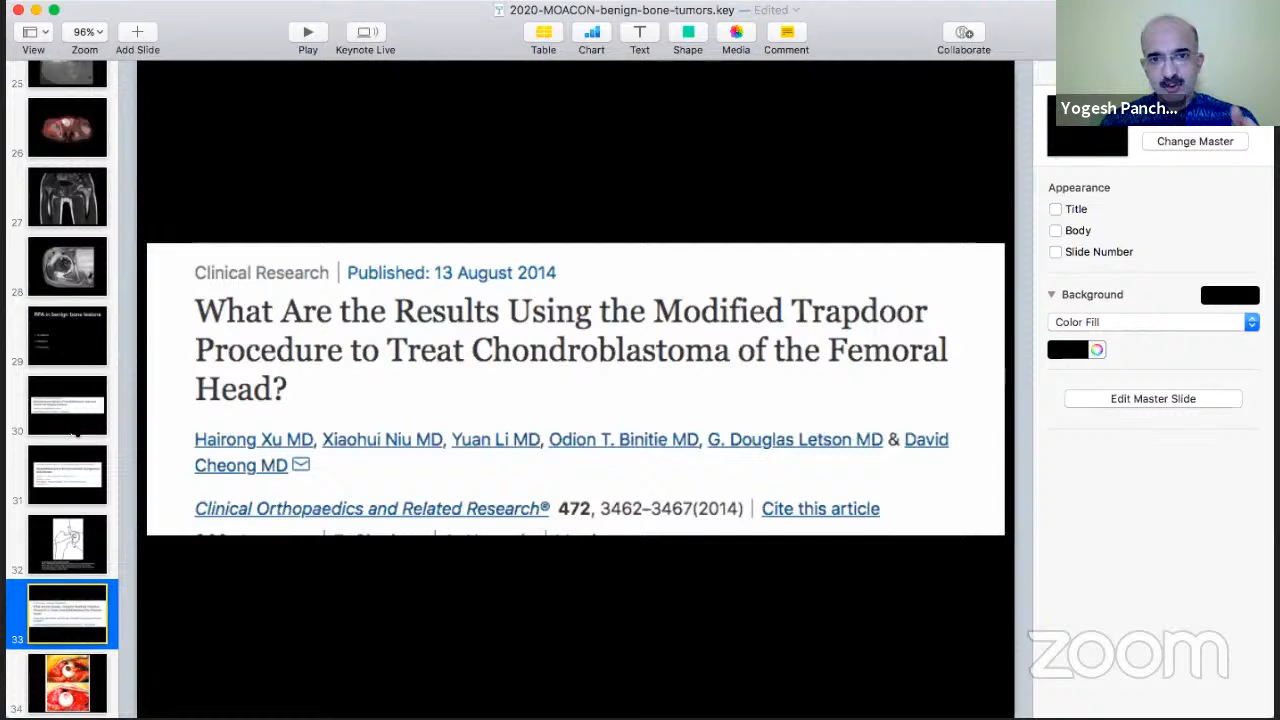 2020-MOACON-benign-bone-tumors.key — Edited
96%
View
Zoom
Add Slide
Play
Keynote Live
Table
Chart
Text
Shape
Media
Comment
Collaborate
Yogesh Panch...
25
26
27
28
RFA in benign bone lesions
29
30
31
32
33
34
Clinical Research | Published: 13 August 2014
What Are the Results Using the Modified Trapdoor
Procedure to Treat Chondroblastoma of the Femoral
Head?
Hairong Xu MD, Xiaohui Niu MD, Yuan Li MD, Odion T. Binitie MD, G. Douglas Letson MD & David
Cheong MD
Clinical Orthopaedics and Related Research® 472, 3462–3467(2014) | Cite this article
Change Master
Appearance
Title
Body
Slide Number
Background
Color Fill
Edit Master Slide
zoom